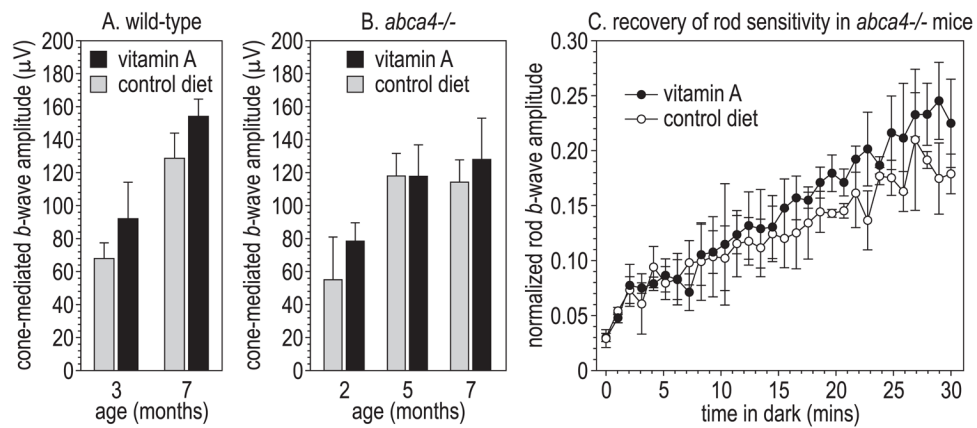 A. wild-type
cone-mediated b-wave amplitude (µV)
200
180
160
140
120
100
80
60
40
20
0
vitamin A
control diet
3 7
age (months)
B. abca4-/-
cone-mediated b-wave amplitude (µV)
200
180
160
140
120
100
80
60
40
20
0
vitamin A
control diet
2 5 7
age (months)
C. recovery of rod sensitivity in abca4-/- mice
normalized rod b-wave amplitude
0.30
0.25
0.20
0.15
0.10
0.05
0
vitamin A
control diet
0 5 10 15 20 25 30
time in dark (mins)